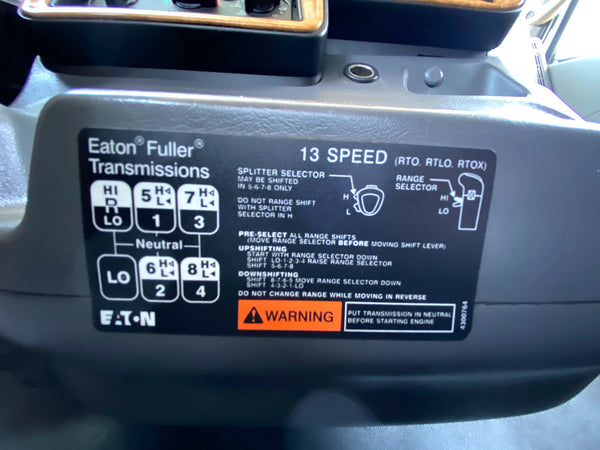 Eaton® Fuller®
Transmissions
13 SPEED (RTO. RTLO. RTOX)
HI
LO
5 H
L
1
7 H
L
3
Neutral
LO
6 H
L
2
8 H
L
4
EATON
SPLITTER SELECTOR
MAY BE SHIFTED
IN 5-6-7-8 ONLY
DO NOT RANGE SHIFT
WITH SPLITTER
SELECTOR IN H
H
L
RANGE
SELECTOR
HI
LO
PRE-SELECT ALL RANGE SHIFTS
(MOVE RANGE SELECTOR BEFORE MOVING SHIFT LEVER)
UPSHIFTING
START WITH RANGE SELECTOR DOWN
SHIFT LO-1-2-3-4 RAISE RANGE SELECTOR
SHIFT 5-6-7-8
DOWNSHIFTING
SHIFT 8-7-6-5 MOVE RANGE SELECTOR DOWN
SHIFT 4-3-2-1-LO
DO NOT CHANGE RANGE WHILE MOVING IN REVERSE
WARNING
PUT TRANSMISSION IN NEUTRAL
BEFORE STARTING ENGINE
4300764